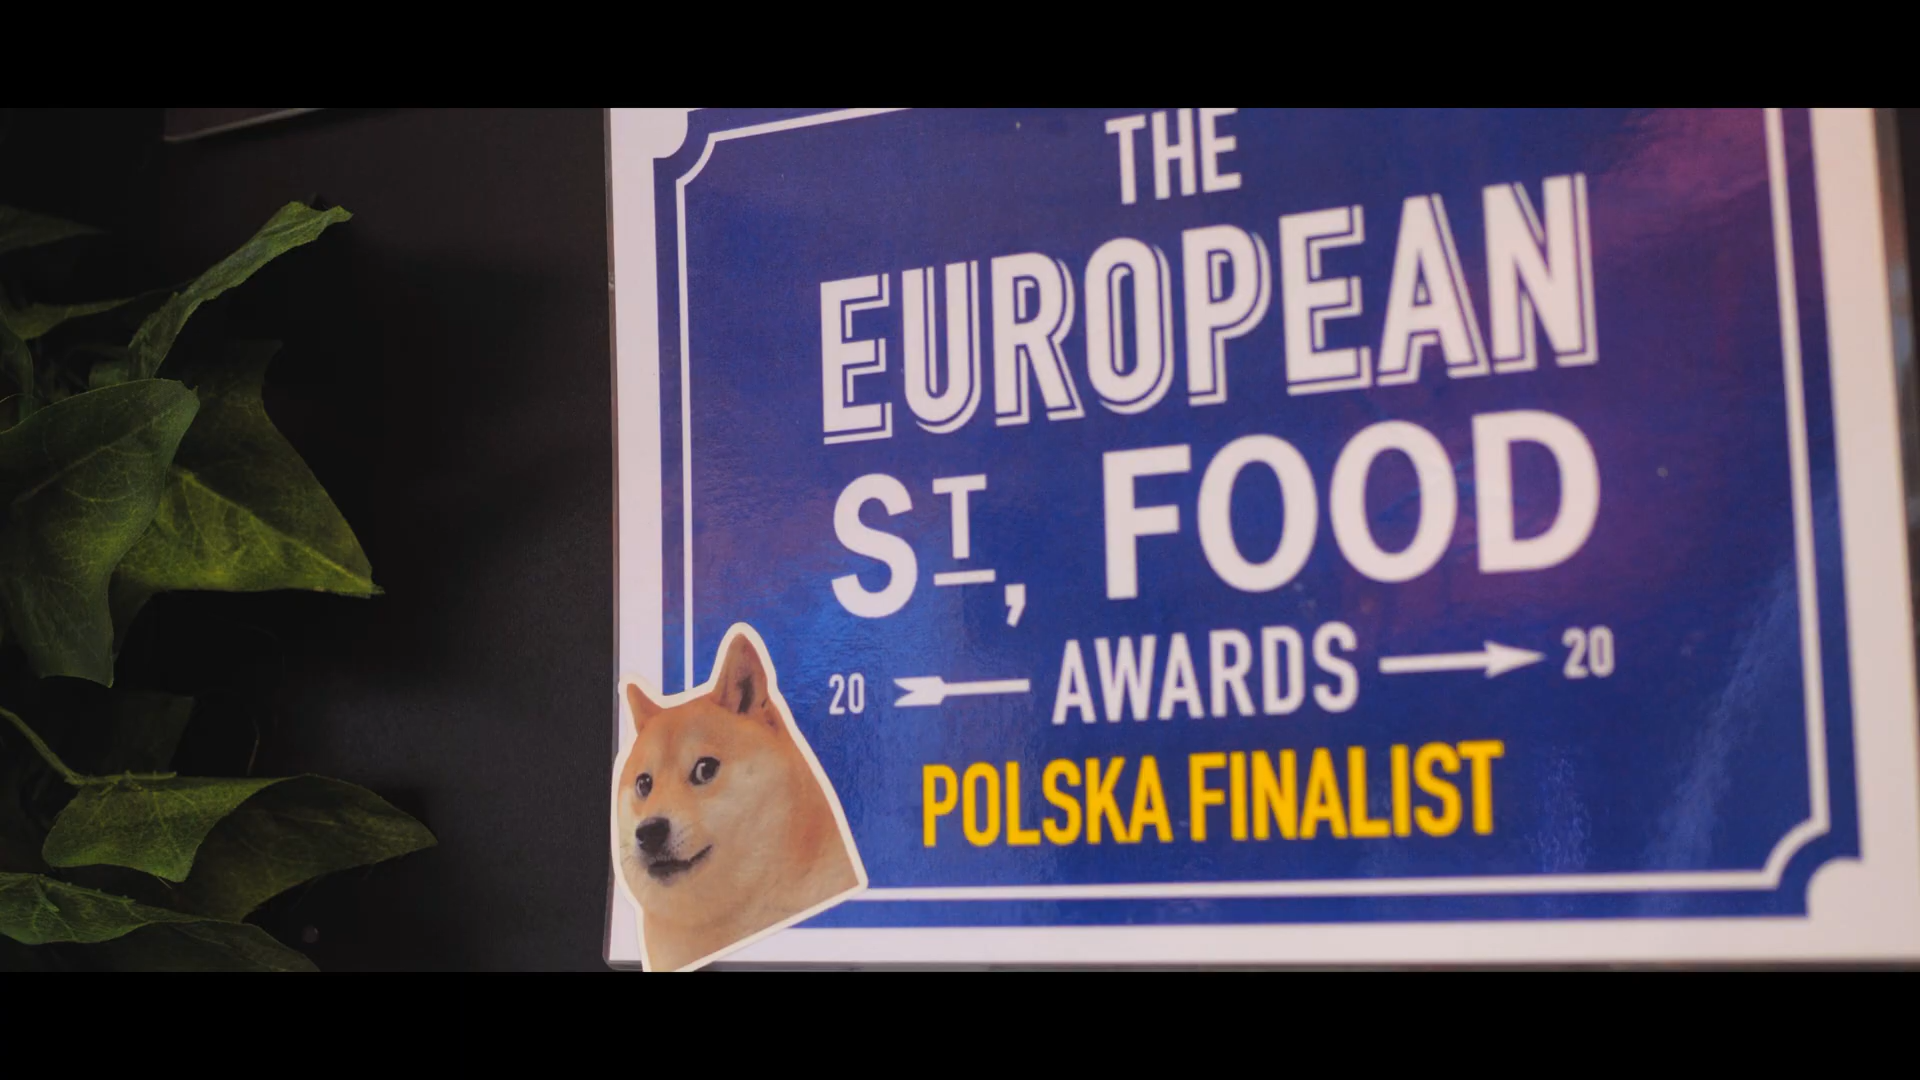 THE
EUROPEAN
ST, FOOD
20 AWARDS 20
POLSKA FINALIST